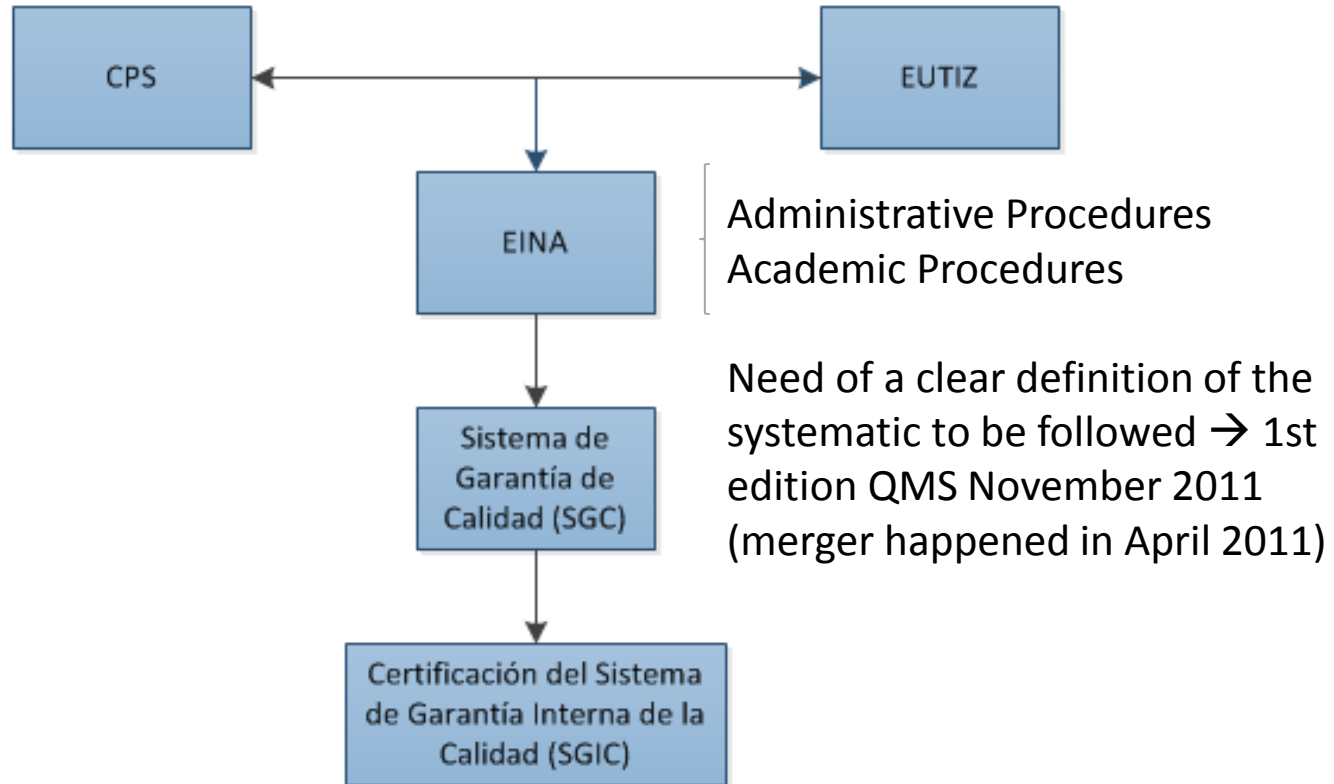 CPS
EUTIZ
EINA
Administrative Procedures
Academic Procedures
Need of a clear definition of the
systematic to be followed → 1st
edition QMS November 2011
(merger happened in April 2011)
Sistema de
Garantía de
Calidad (SGC)
Certificación del Sistema
de Garantía Interna de la
Calidad (SGIC)